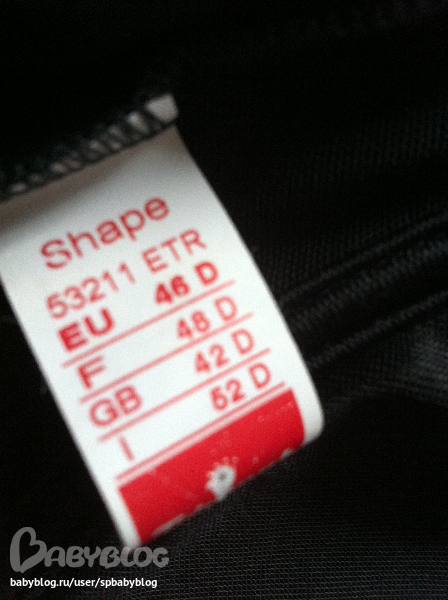 Shape
53211 ETR
EU 46 D
F 48 D
GB 42 D
I 52 D
BABYBLOG
babyblog.ru/user/spbabyblog